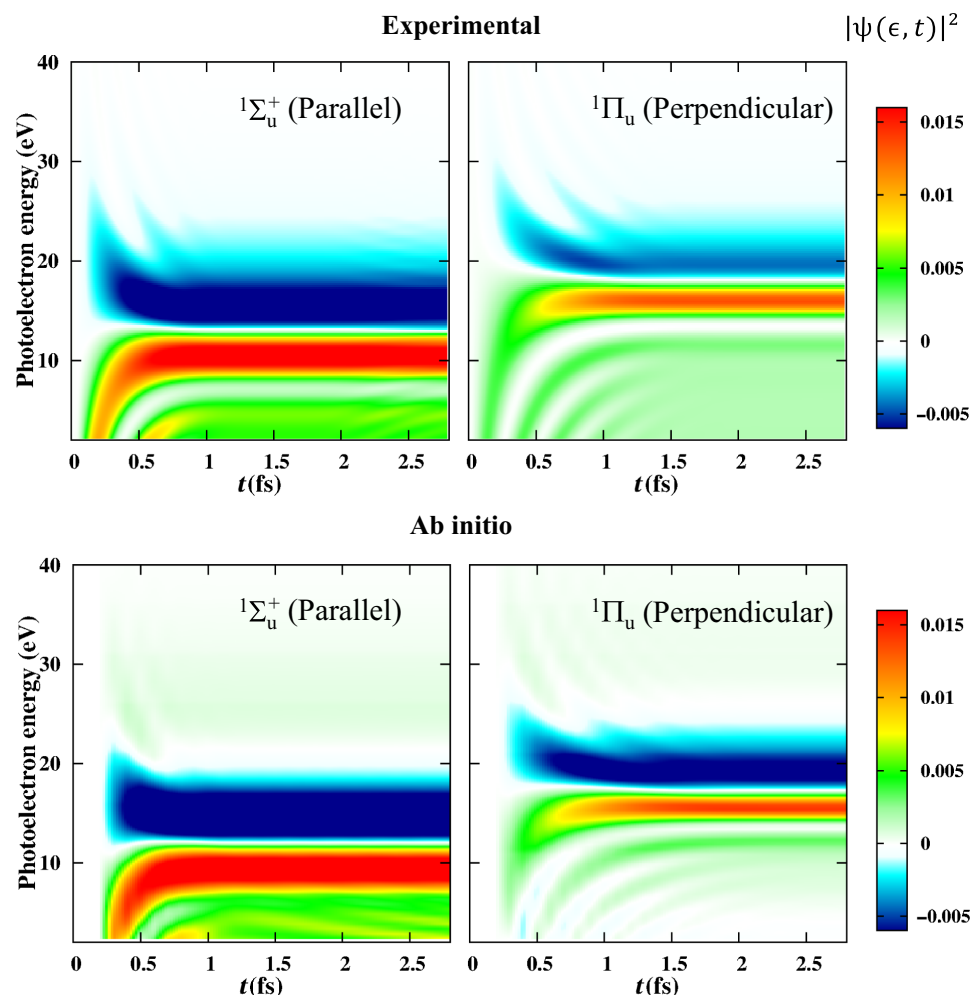 Experimental
|ψ(ϵ, t)|²
¹Σᵤ⁺ (Parallel)
¹Πᵤ (Perpendicular)
Photoelectron energy (eV)
40
30
20
10
0 0.5 1 1.5 2 2.5
t(fs)
0 0.5 1 1.5 2 2.5
t(fs)
0.015
0.01
0.005
0
−0.005
Ab initio
¹Σᵤ⁺ (Parallel)
¹Πᵤ (Perpendicular)
Photoelectron energy (eV)
40
30
20
10
0 0.5 1 1.5 2 2.5
t(fs)
0 0.5 1 1.5 2 2.5
t(fs)
0.015
0.01
0.005
0
−0.005